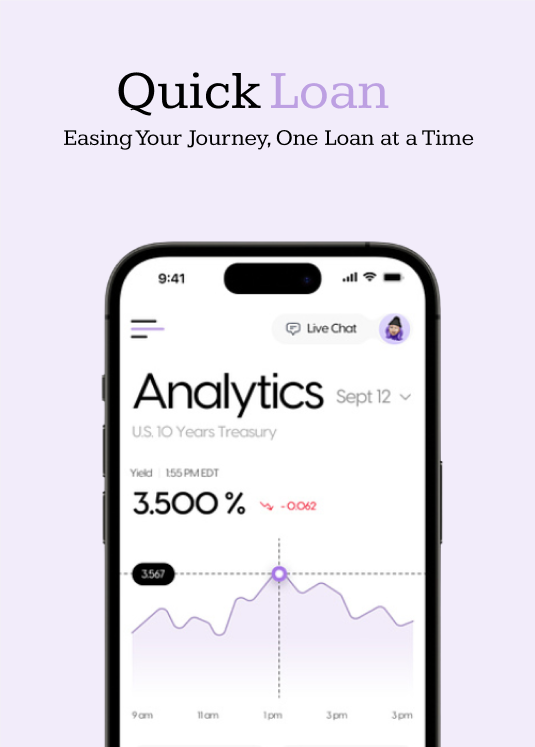 Quick Loan
Easing Your Journey, One Loan at a Time
9:41
Live Chat
Analytics Sept 12
U.S. 10 Years Treasury
Yield 1:55 PM EDT
3.500 % -0.062
3.567
9 am 11 am 1 pm 3 pm 3 pm